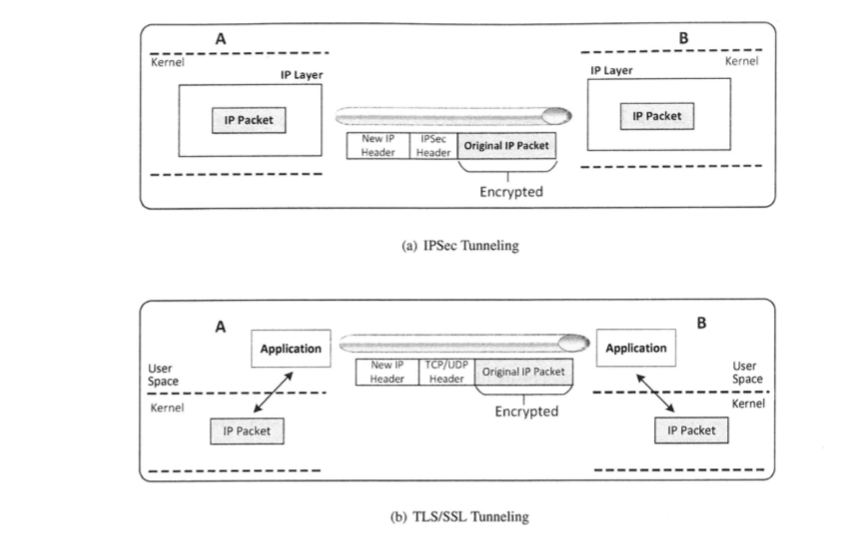 A
B
Kernel
Kernel
IP Layer
IP Layer
IP Packet
IP Packet
New IP
Header
IPSec
Header
Original IP Packet
Encrypted
(a) IPSec Tunneling
A
B
Application
Application
User
Space
User
Space
New IP
Header
TCP/UDP
Header
Original IP Packet
Kernel
Kernel
Encrypted
IP Packet
IP Packet
(b) TLS/SSL Tunneling